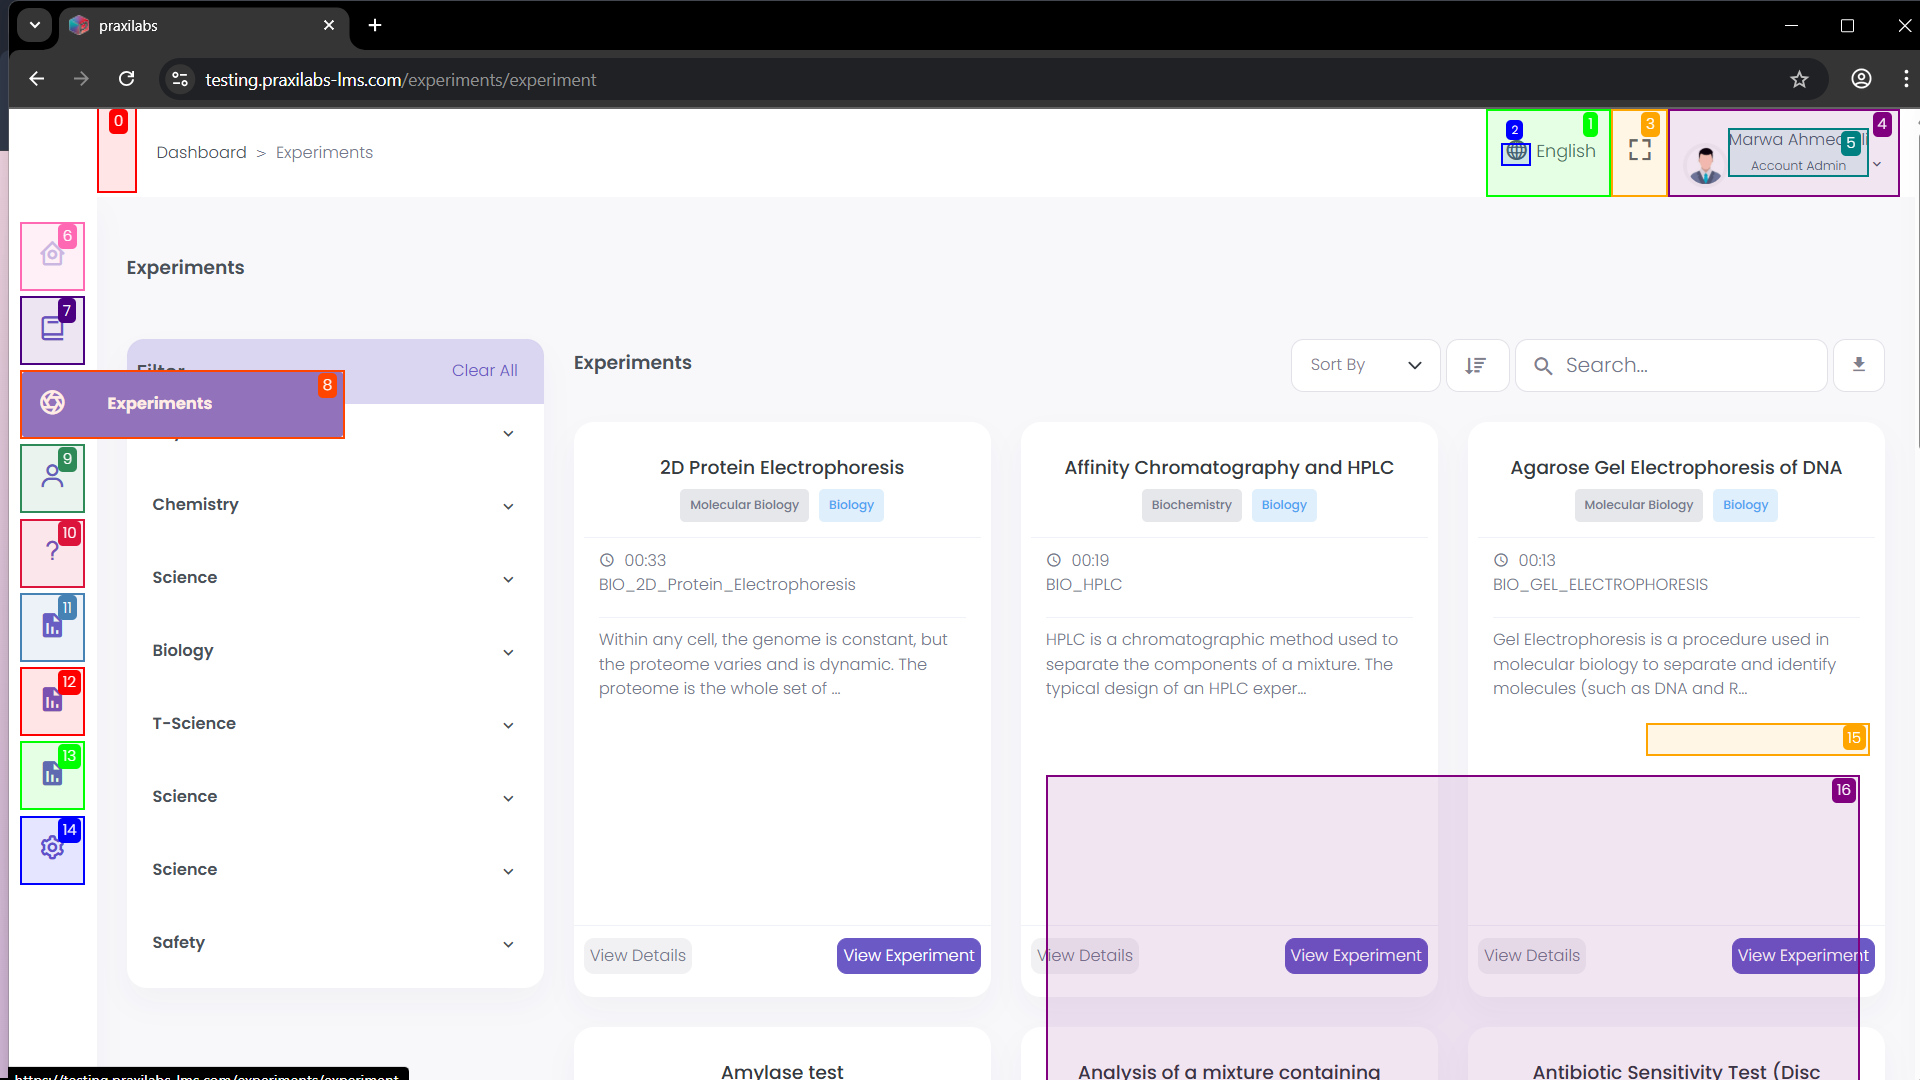 praxilabs
testing.praxilabs-lms.com/experiments/experiment
0
Dashboard > Experiments
2
1
English
3
4
Marwa Ahmed
5
Account Admin
6
7
8
Experiments
9
10
11
12
13
14
Experiments
Filter
Clear All
Chemistry
Science
Biology
T-Science
Science
Science
Safety
Experiments
Sort By
Search...
2D Protein Electrophoresis
Molecular Biology
Biology
00:33
BIO_2D_Protein_Electrophoresis
Within any cell, the genome is constant, but
the proteome varies and is dynamic. The
proteome is the whole set of ...
View Details
View Experiment
Affinity Chromatography and HPLC
Biochemistry
Biology
00:19
BIO_HPLC
HPLC is a chromatographic method used to
separate the components of a mixture. The
typical design of an HPLC exper...
View Details
View Experiment
Agarose Gel Electrophoresis of DNA
Molecular Biology
Biology
00:13
BIO_GEL_ELECTROPHORESIS
Gel Electrophoresis is a procedure used in
molecular biology to separate and identify
molecules (such as DNA and R...
15
16
View Details
View Experiment
Amylase test
Analysis of a mixture containing
Antibiotic Sensitivity Test (Disc
https://testing.praxilabs-lms.com/experiments/experiment